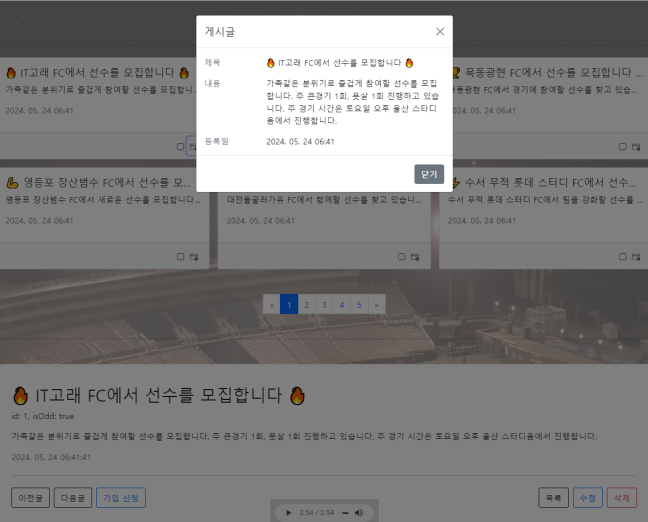 게시글
제목 🔥 IT고래 FC에서 선수를 모집합니다 🔥
내용 가족같은 분위기로 즐겁게 참여할 선수를 모집
합니다. 주 큰경기 1회, 풋살 1회 진행하고 있습
니다. 주 경기 시간은 토요일 오후 울산 스타디
움에서 진행합니다.
등록일 2024. 05. 24 06:41
닫기
🔥 IT고래 FC에서 선수를 모집합니다 🔥
가족같은 분위기로 즐겁게 참여할 선수를 모집합니다.
2024. 05. 24 06:41
목동광현 FC에서 선수를 모집합니다 ...
목동광현 FC에서 경기에 참여할 선수를 찾고 있습...
2024. 05. 24 06:41
💪 영등포 장산범수 FC에서 선수를 모...
영등포 장산범수 FC에서 새로운 선수를 모집합니다...
2024. 05. 24 06:41
대전돌굴러가유 FC에서 함께할 선수를 찾고 있습니...
2024. 05. 24 06:41
수서 무적 롯데 스터디 FC에서 선수...
수서 무적 롯데 스터디 FC에서 팀을 강화할 선수를 ...
2024. 05. 24 06:41
« 1 2 3 4 5 »
🔥 IT고래 FC에서 선수를 모집합니다 🔥
id: 1, isOdd: true
가족같은 분위기로 즐겁게 참여할 선수를 모집합니다. 주 큰경기 1회, 풋살 1회 진행하고 있습니다. 주 경기 시간은 토요일 오후 울산 스타디움에서 진행합니다.
2024. 05. 24 06:41:41
이전글 다음글 가입 신청 목록 수정 삭제
2:54 / 2:54